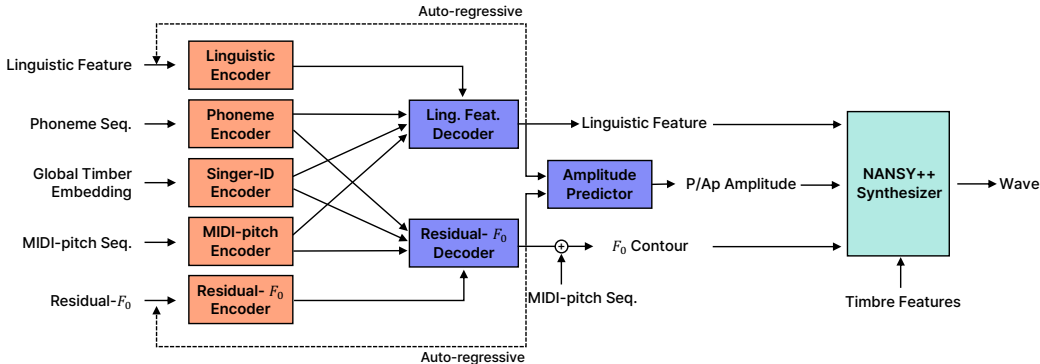 Auto-regressive
Linguistic Feature
Linguistic
Encoder
Phoneme Seq.
Phoneme
Encoder
Ling. Feat.
Decoder
Linguistic Feature
Global Timber
Embedding
Singer-ID
Encoder
Amplitude
Predictor
P/Ap Amplitude
NANSY++
Synthesizer
Wave
MIDI-pitch Seq.
MIDI-pitch
Encoder
Residual- F₀
Decoder
F₀ Contour
MIDI-pitch Seq.
Residual-F₀
Residual- F₀
Encoder
Timbre Features
Auto-regressive